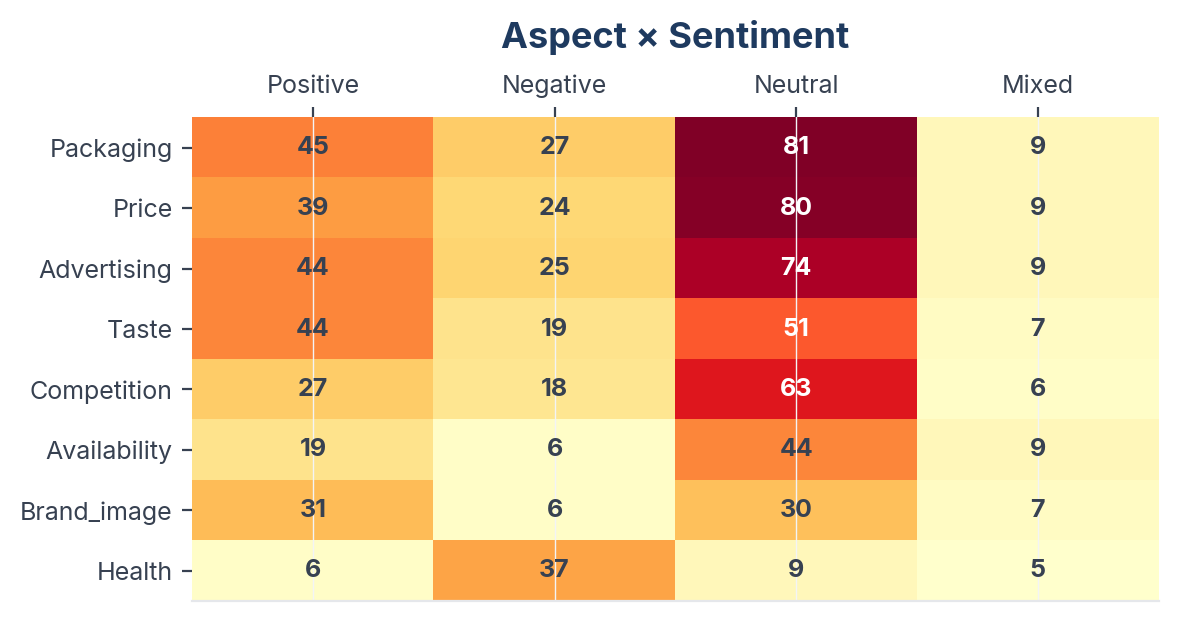 Aspect × Sentiment
Positive Negative Neutral Mixed
Packaging 45 27 81 9
Price 39 24 80 9
Advertising 44 25 74 9
Taste 44 19 51 7
Competition 27 18 63 6
Availability 19 6 44 9
Brand_image 31 6 30 7
Health 6 37 9 5